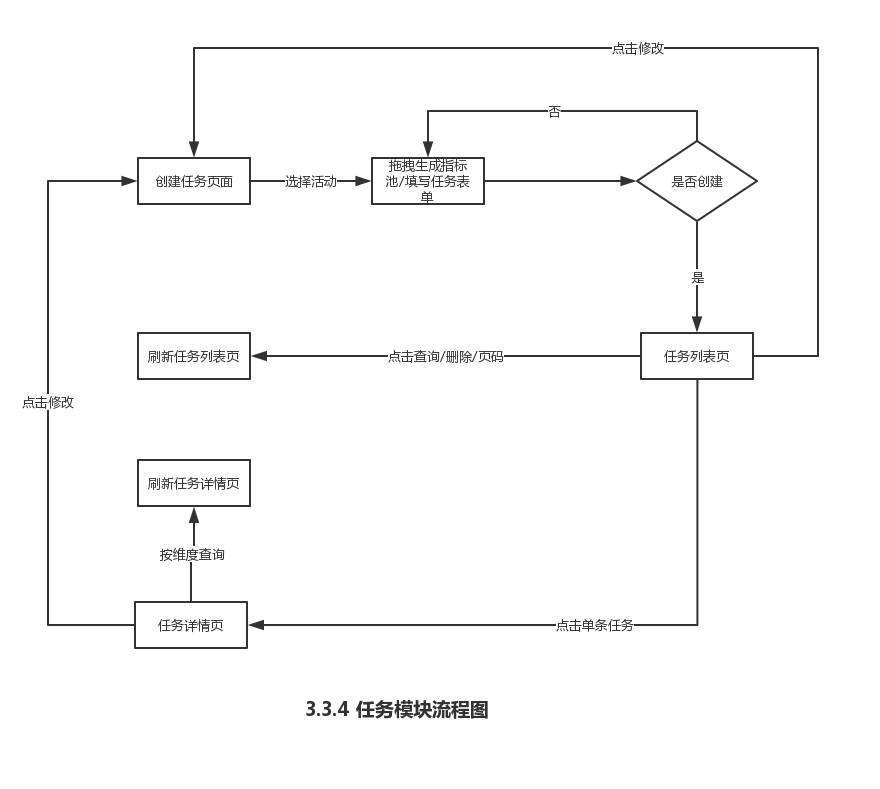 点击修改
否
创建任务页面
选择活动
拖拽生成指标
池/填写任务表
单
是否创建
是
刷新任务列表页
点击查询/删除/页码
任务列表页
点击修改
刷新任务详情页
按维度查询
任务详情页
点击单条任务
3.3.4 任务模块流程图